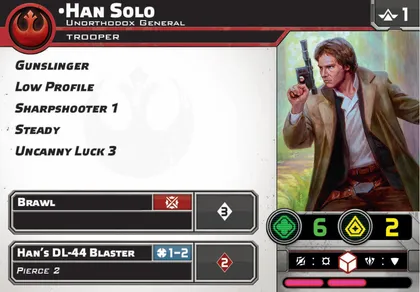 •Han Solo
Unorthodox General
1
Trooper
Gunslinger
Low Profile
Sharpshooter 1
Steady
Uncanny Luck 3
Brawl
3
6
2
Han's DL-44 Blaster
1-2
2
Pierce 2
: :